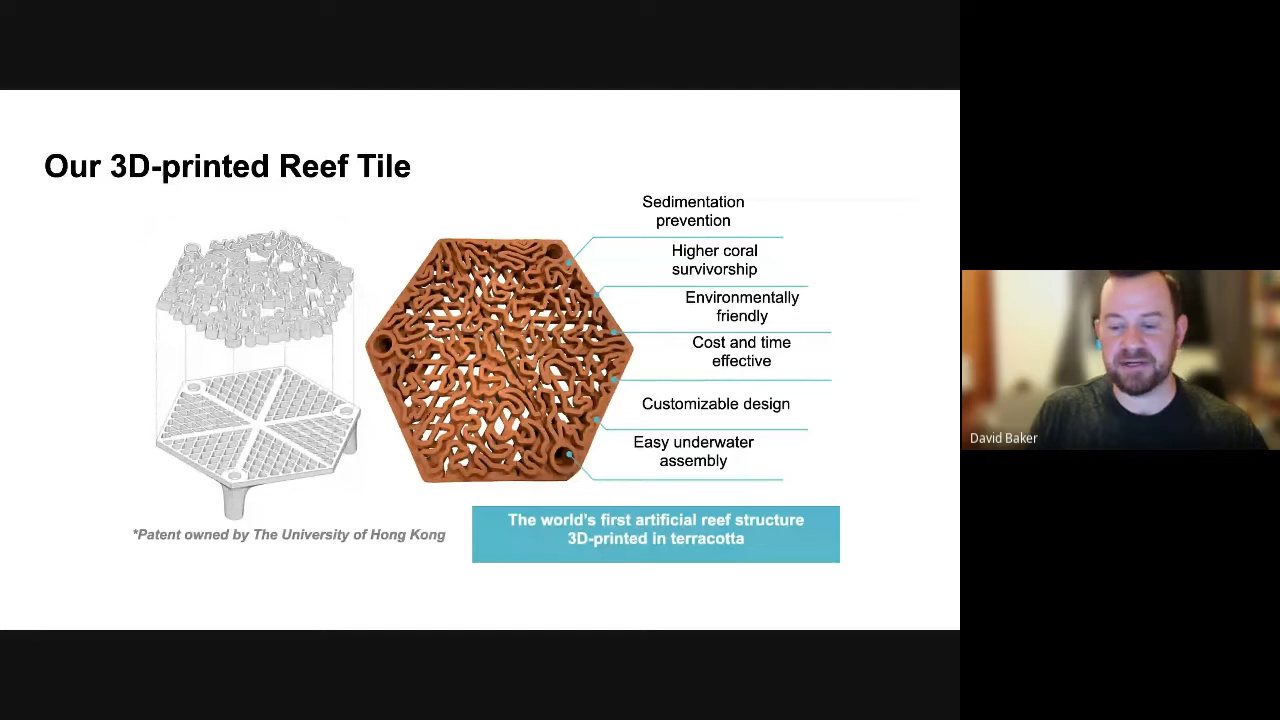 Our 3D-printed Reef Tile
Sedimentation
prevention
Higher coral
survivorship
Environmentally
friendly
Cost and time
effective
Customizable design
Easy underwater
assembly
*Patent owned by The University of Hong Kong
The world's first artificial reef structure
3D-printed in terracotta
David Baker